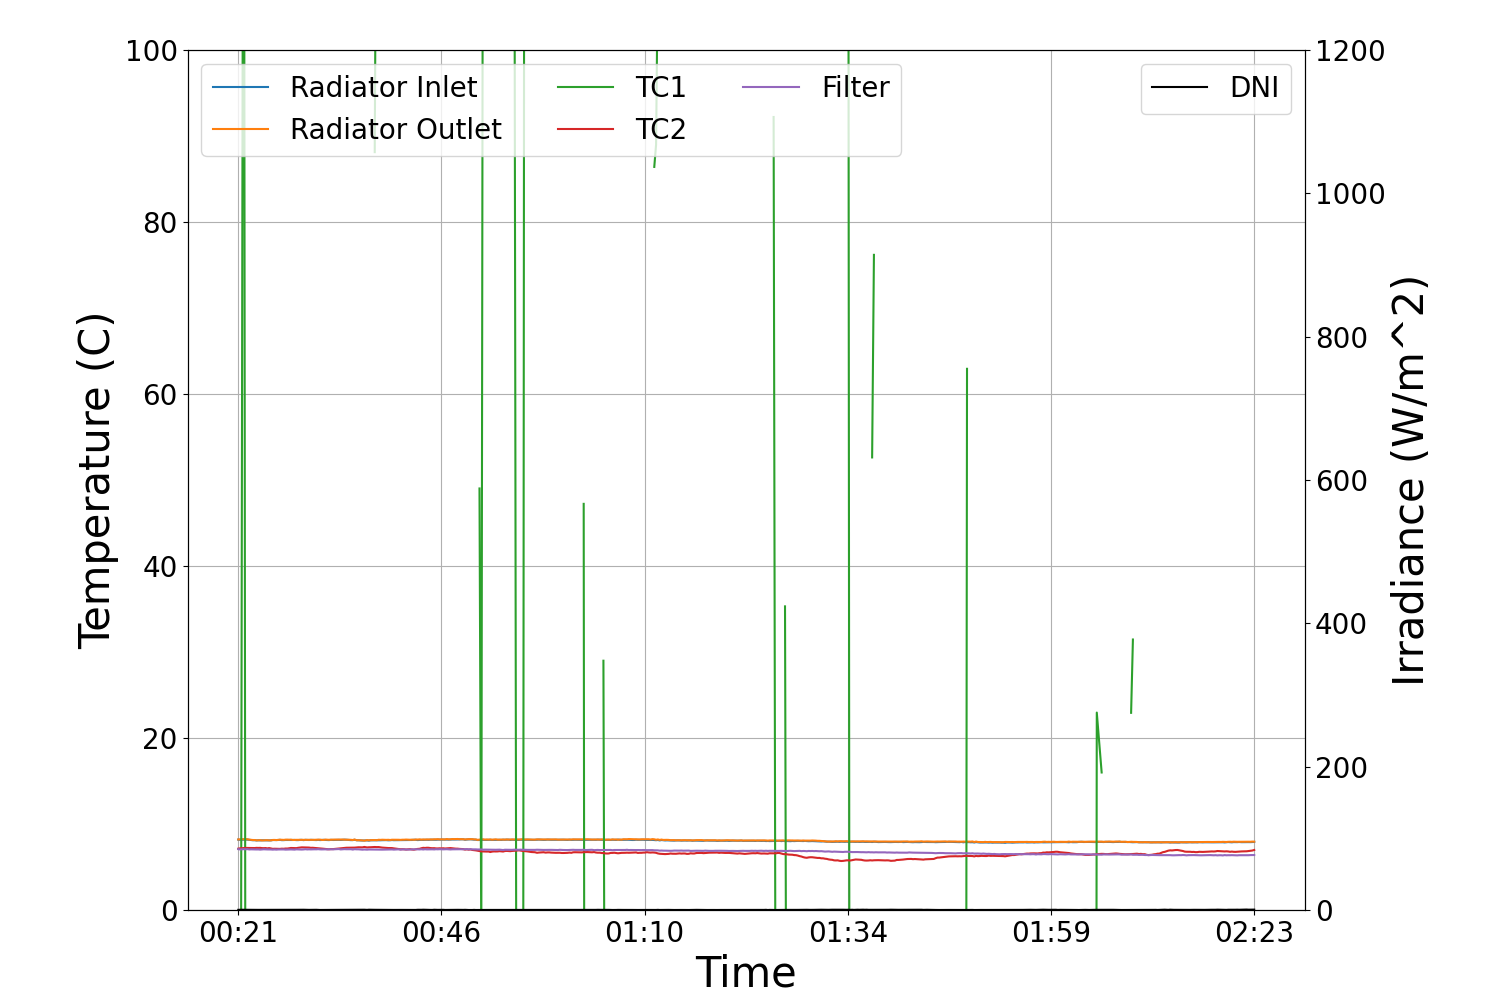 100
80
60
40
20
0
Temperature (C)
Radiator Inlet
Radiator Outlet
TC1
TC2
Filter
DNI
1200
1000
800
600
400
200
0
Irradiance (W/m^2)
00:21 00:46 01:10 01:34 01:59 02:23
Time